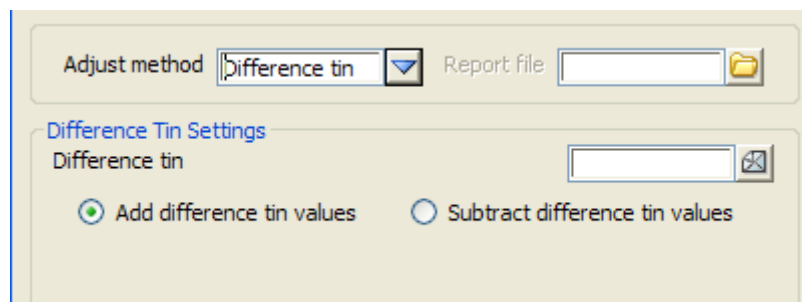 Adjust method Difference tin Report file
Difference Tin Settings
Difference tin
Add difference tin values Subtract difference tin values